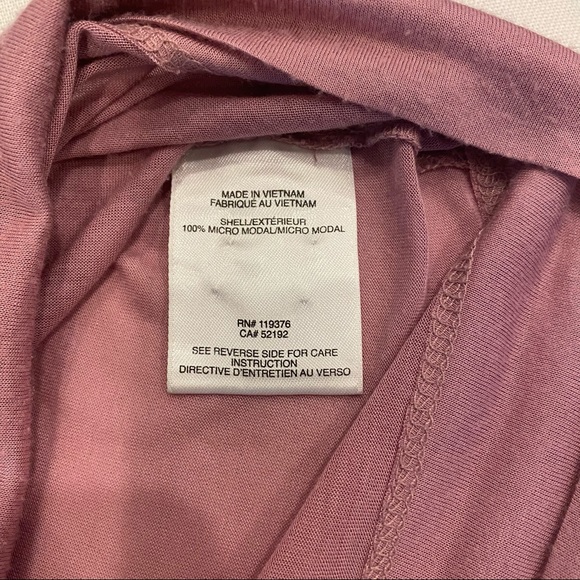 MADE IN VIETNAM
FABRIQUÉ AU VIETNAM
SHELL/EXTÉRIEUR
100% MICRO MODAL/MICRO MODAL
RN# 119376
CA# 52192
SEE REVERSE SIDE FOR CARE
INSTRUCTION
DIRECTIVE D'ENTRETIEN AU VERSO